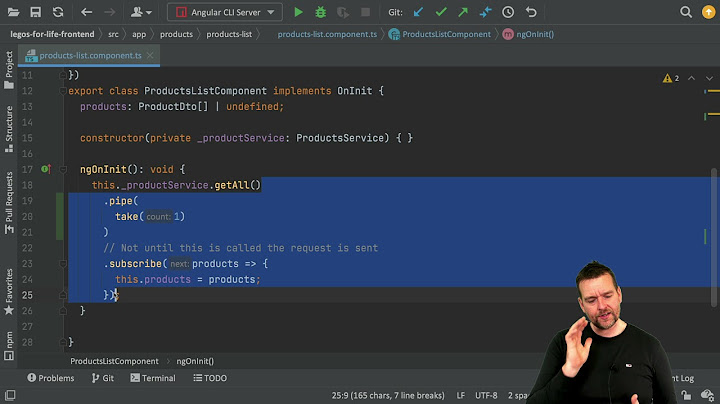 Angular CLI Server
Git:
legos-for-life-frontend
src
app
products
products-list
products-list.component.ts
ProductsListComponent
ngOnInit()
Project
Structure
Pull Requests
Favorites
npm
products-list.component.ts
2
11 })
12 export class ProductsListComponent implements OnInit {
13 products: ProductDto[] | undefined;
14
15 constructor(private _productService: ProductsService) { }
16
17 ngOnInit(): void {
18 this._productService.getAll()
19 .pipe(
20 take( count: 1)
21 )
22 // Not until this is called the request is sent
23 .subscribe( next: products => {
24 this.products = products;
25 });
26 }
27
28 }
ProductsListComponent
ngOnInit()
Problems
Git
Terminal
TODO
nt Log
25:9 (165 chars, 7 line breaks)
LF
UTF-8
2 spa